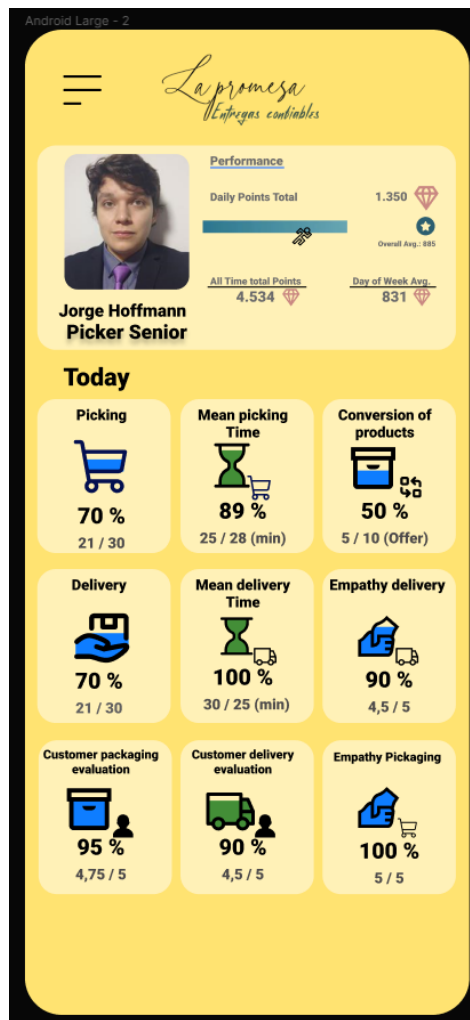 Android Large - 2
La promesa
Entregas confiables
Performance
Daily Points Total
1.350
Overall Avg.: 885
All Time total Points
4.534
Day of Week Avg.
831
Jorge Hoffmann
Picker Senior
Today
Picking
70 %
21 / 30
Mean picking
Time
89 %
25 / 28 (min)
Conversion of
products
50 %
5 / 10 (Offer)
Delivery
70 %
21 / 30
Mean delivery
Time
100 %
30 / 25 (min)
Empathy delivery
90 %
4,5 / 5
Customer packaging
evaluation
95 %
4,75 / 5
Customer delivery
evaluation
90 %
4,5 / 5
Empathy Pickaging
100 %
5 / 5